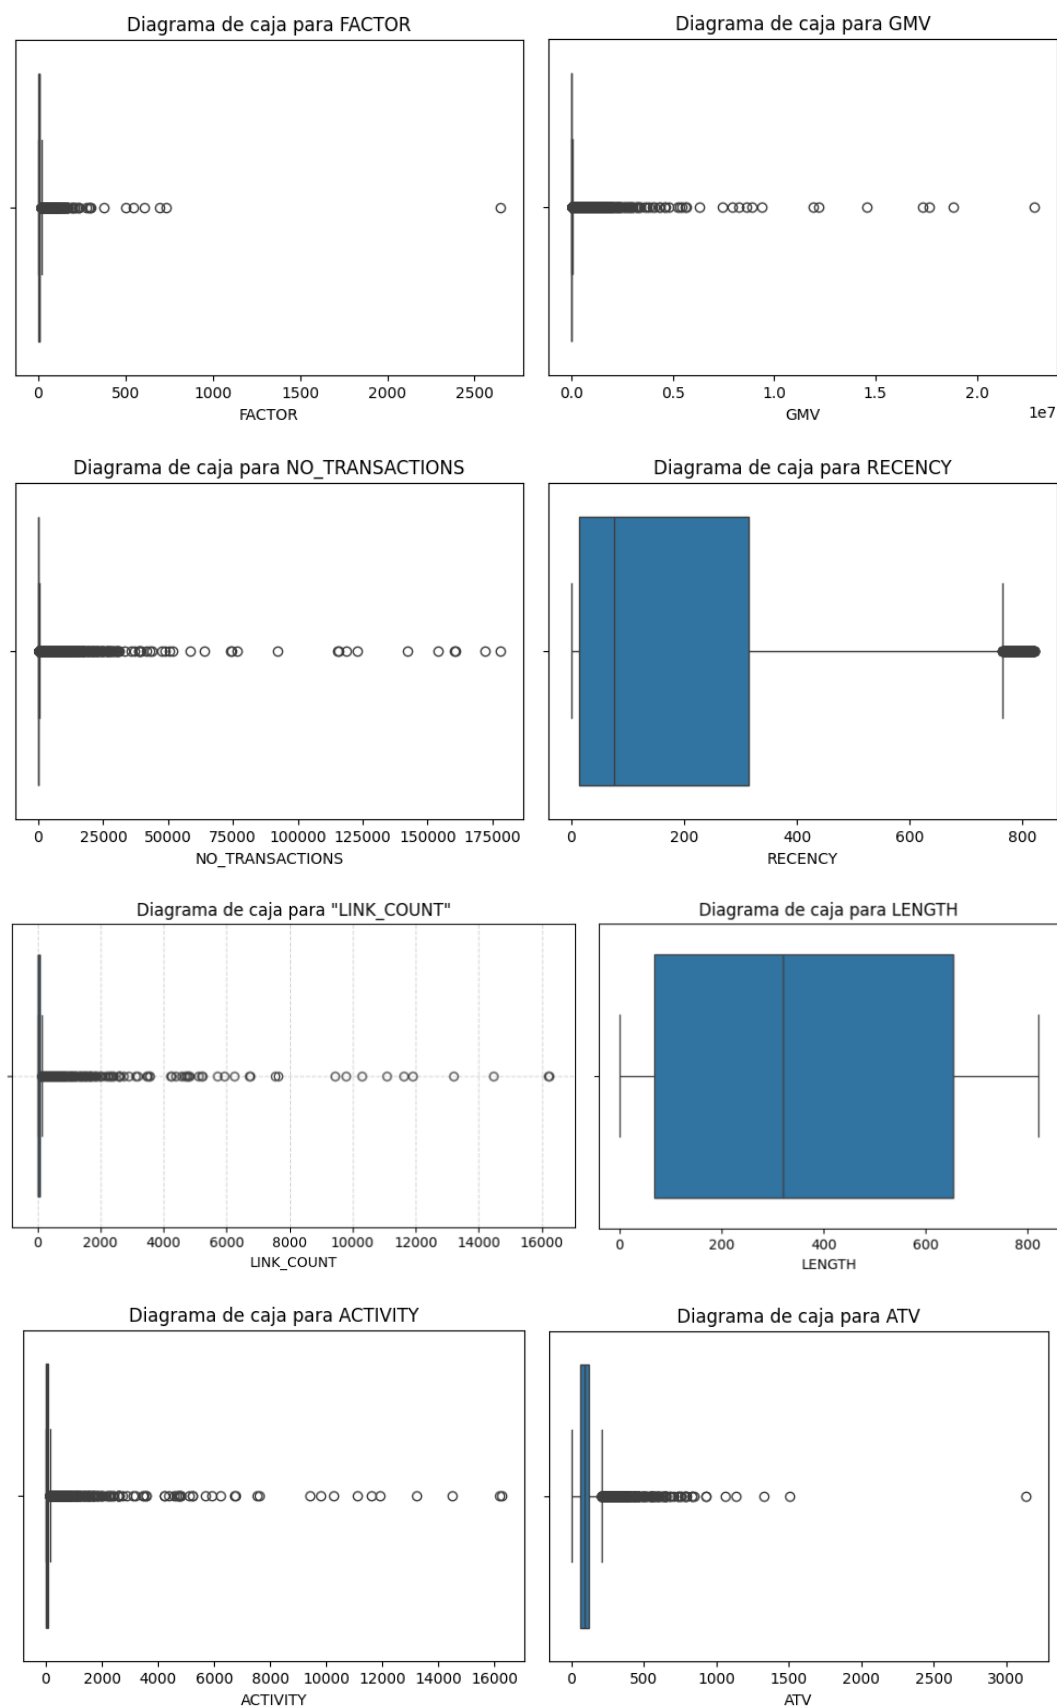 Diagrama de caja para FACTOR
0 500 1000 1500 2000 2500
FACTOR
Diagrama de caja para GMV
0.0 0.5 1.0 1.5 2.0
1e7
GMV
Diagrama de caja para NO_TRANSACTIONS
0 25000 50000 75000 100000 125000 150000 175000
NO_TRANSACTIONS
Diagrama de caja para RECENCY
0 200 400 600 800
RECENCY
Diagrama de caja para "LINK_COUNT"
0 2000 4000 6000 8000 10000 12000 14000 16000
LINK_COUNT
Diagrama de caja para LENGTH
0 200 400 600 800
LENGTH
Diagrama de caja para ACTIVITY
0 2000 4000 6000 8000 10000 12000 14000 16000
ACTIVITY
Diagrama de caja para ATV
0 500 1000 1500 2000 2500 3000
ATV